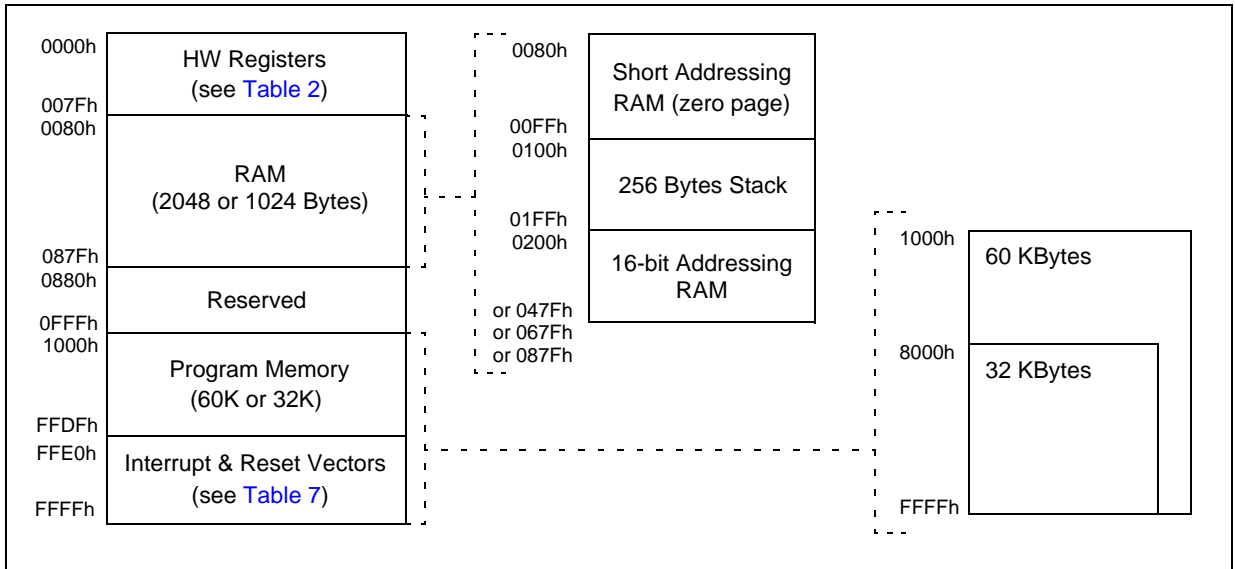 0000h
HW Registers
(see Table 2)
007Fh
0080h
RAM
(2048 or 1024 Bytes)
087Fh
0880h
Reserved
0FFFh
1000h
Program Memory
(60K or 32K)
FFDFh
FFE0h
Interrupt & Reset Vectors
(see Table 7)
FFFFh
0080h
Short Addressing
RAM (zero page)
00FFh
0100h
256 Bytes Stack
01FFh
0200h
16-bit Addressing
RAM
or 047Fh
or 067Fh
or 087Fh
1000h
60 KBytes
8000h
32 KBytes
FFFFh